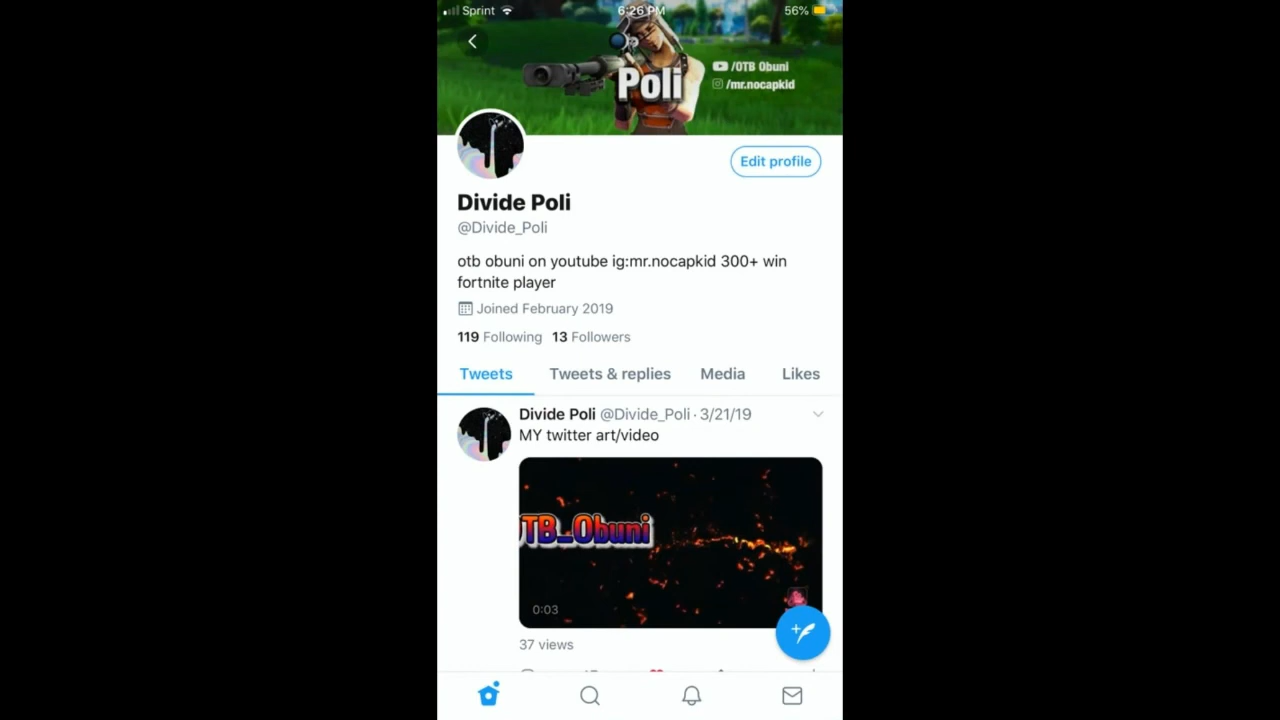 Sprint 6:26 PM 56%
/OTB Obuni
Poli
/mr.nocapkid
Edit profile
Divide Poli
@Divide_Poli
otb obuni on youtube ig:mr.nocapkid 300+ win
fortnite player
Joined February 2019
119 Following 13 Followers
Tweets Tweets & replies Media Likes
Divide Poli @Divide_Poli · 3/21/19
MY twitter art/video
TB_Obuni
0:03
37 views